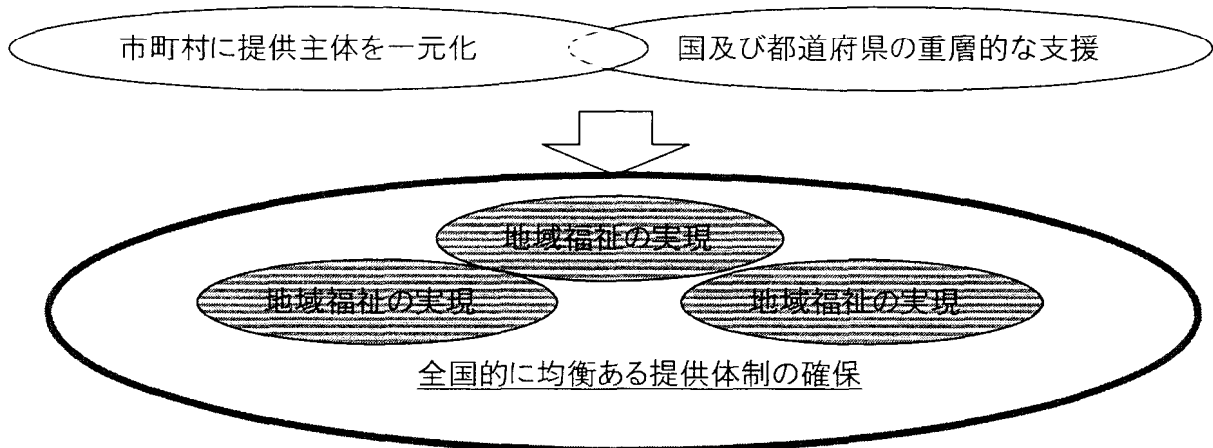 市町村に提供主体を一元化
国及び都道府県の重層的な支援
地域福祉の実現
地域福祉の実現
地域福祉の実現
全国的に均衡ある提供体制の確保